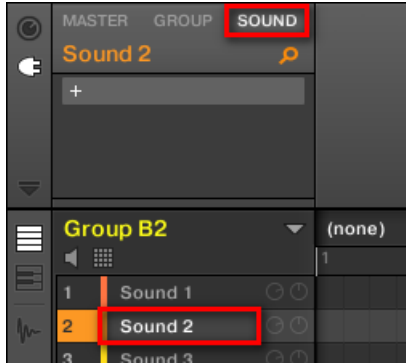 MASTER GROUP SOUND
Sound 2
+
Group B2 (none)
1
1 Sound 1
2 Sound 2
3 Sound 3